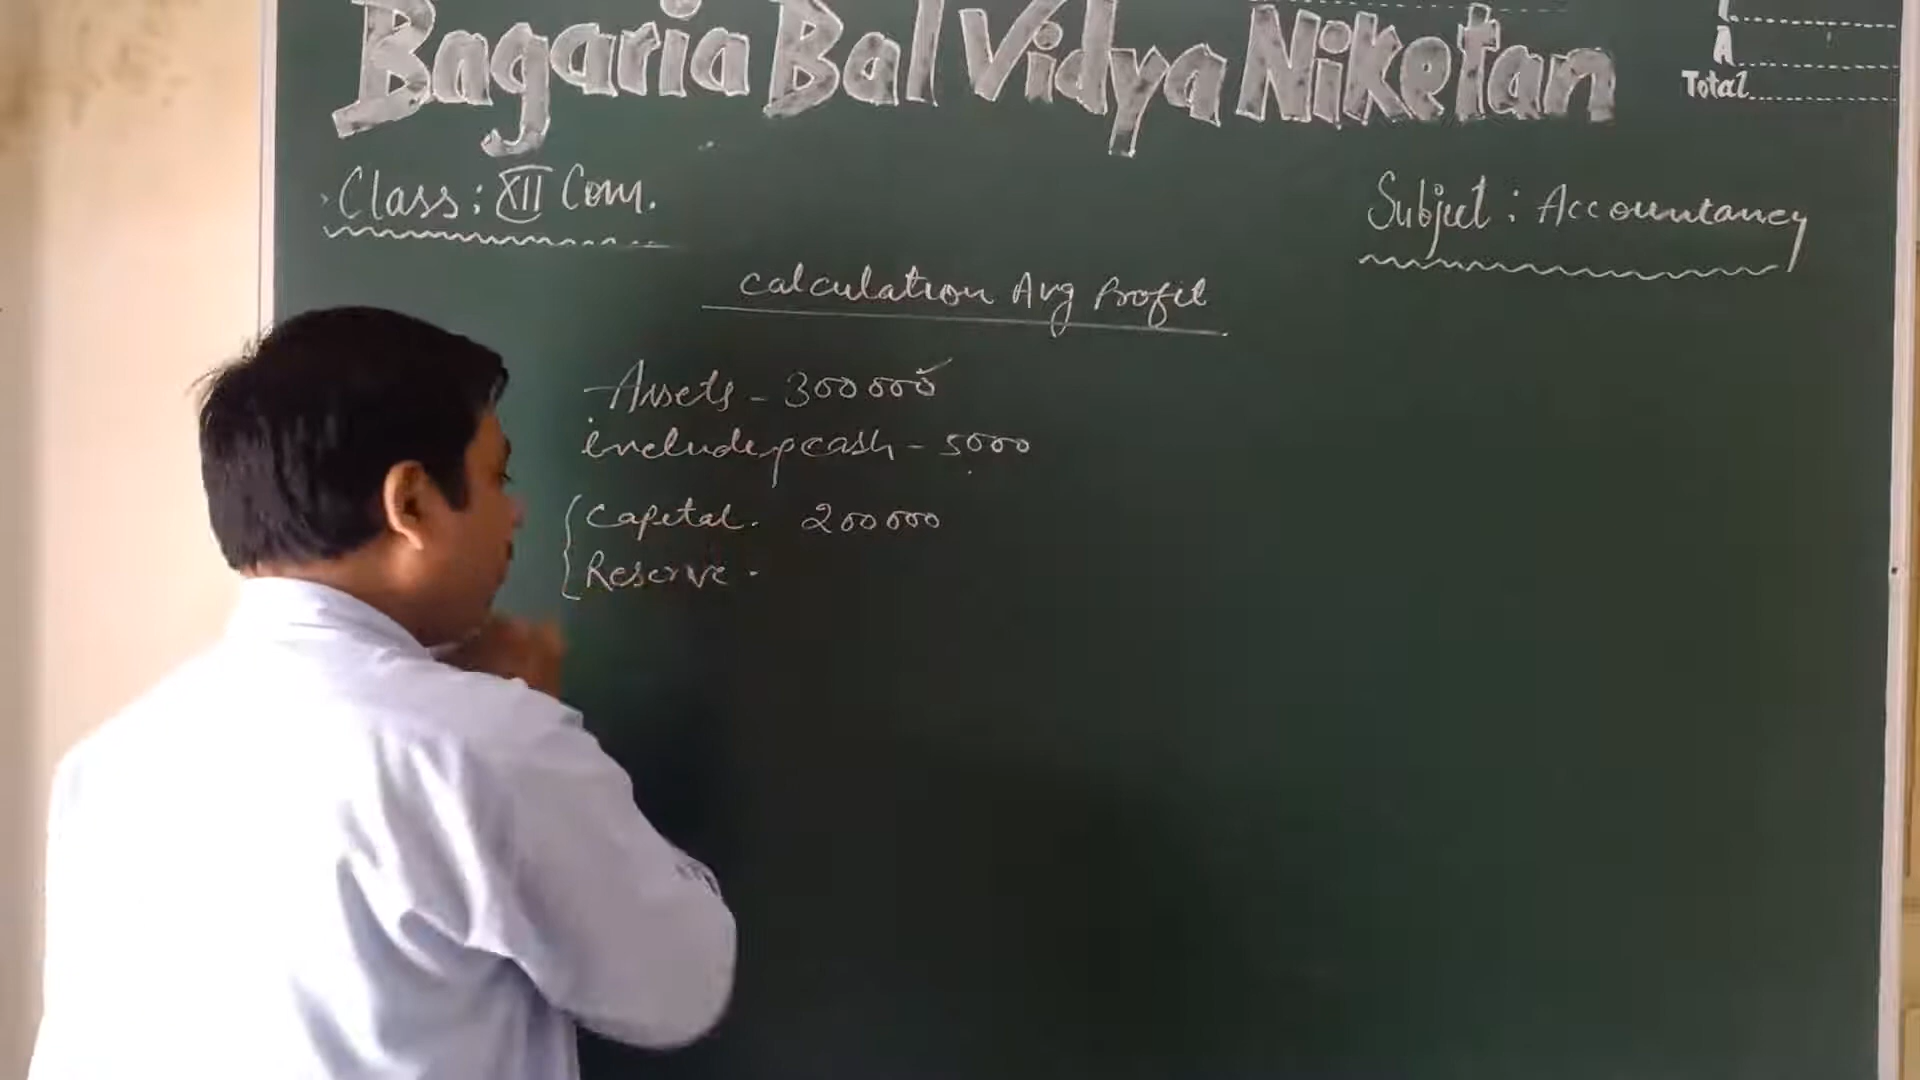 Bagaria Bal Vidya Niketan
A
Total
Class: XII Com.
Subject: Accountancy
Calculation Avg Profit
Assets - 300000
cash - 5000
Capital. 200000
Reserve.